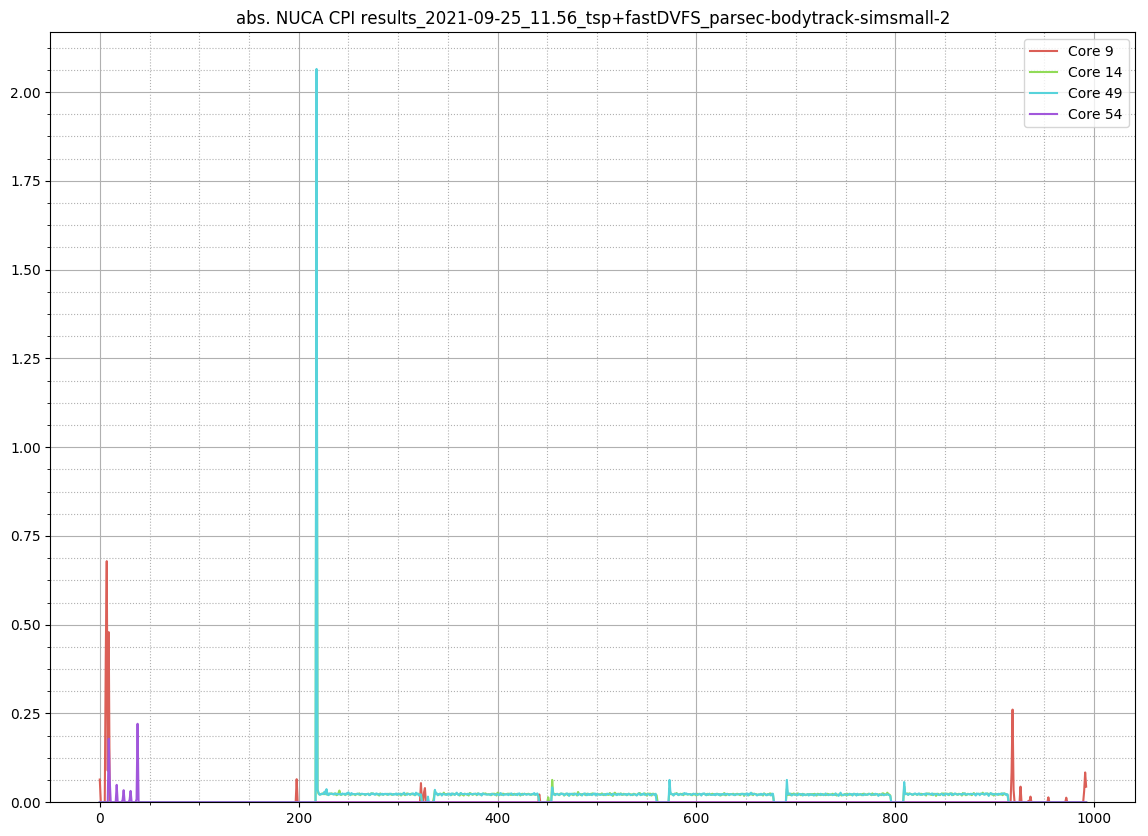 abs. NUCA CPI results_2021-09-25_11.56_tsp+fastDVFS_parsec-bodytrack-simsmall-2
Core 9
Core 14
Core 49
Core 54
2.00
1.75
1.50
1.25
1.00
0.75
0.50
0.25
0.00
0 200 400 600 800 1000